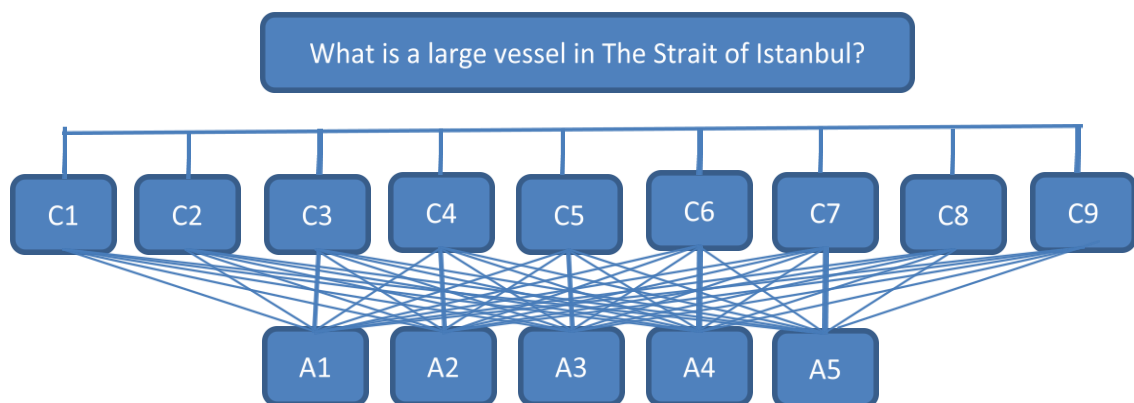 What is a large vessel in The Strait of Istanbul?
C1 C2 C3 C4 C5 C6 C7 C8 C9
A1 A2 A3 A4 A5